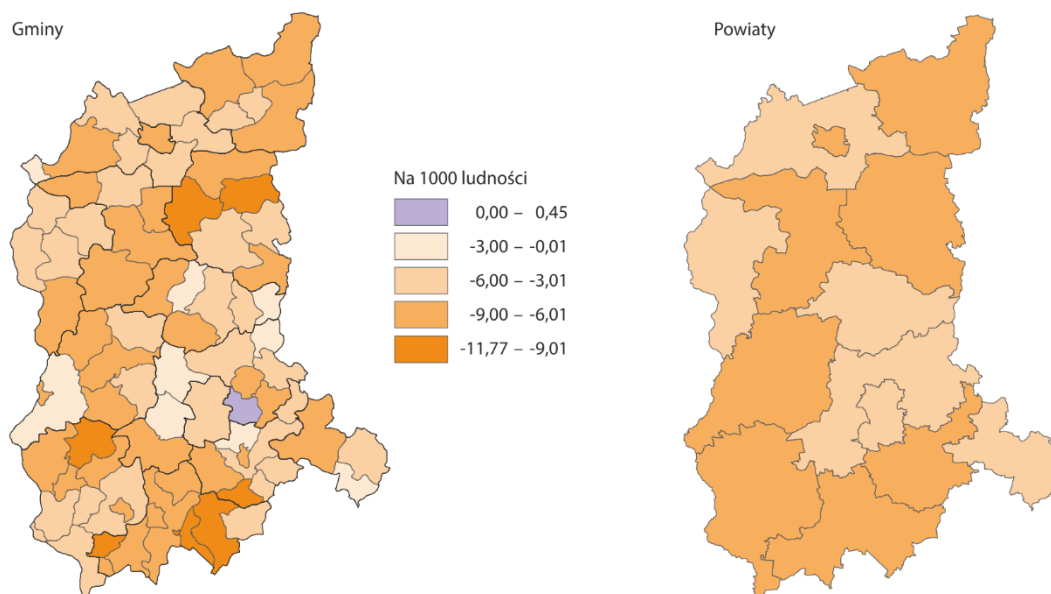 Gminy
Powiaty
Na 1000 ludności
0,00 – 0,45
-3,00 – -0,01
-6,00 – -3,01
-9,00 – -6,01
-11,77 – -9,01